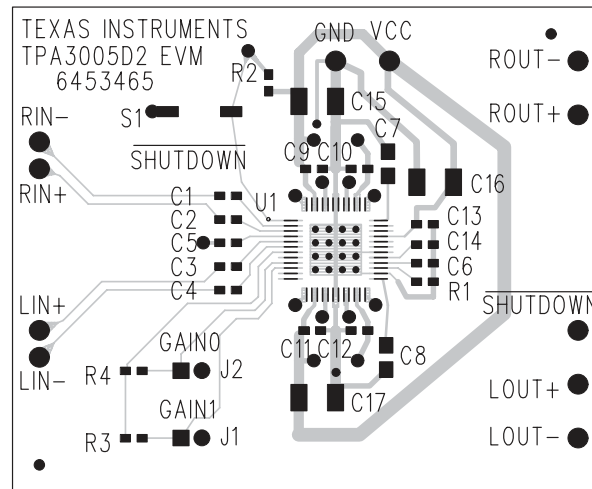 TEXAS INSTRUMENTS
TPA3005D2 EVM
6453465
GND VCC
ROUT-
R2
RIN-
S1
C15
ROUT+
C7
SHUTDOWN
C9 C10
RIN+
C16
C1
U1
C2
C13
C5
C14
C3
C6
C4
R1
LIN+
SHUTDOWN
GAIN0
C11 C12
C8
LIN-
R4
J2
LOUT+
C17
GAIN1
R3
J1
LOUT-